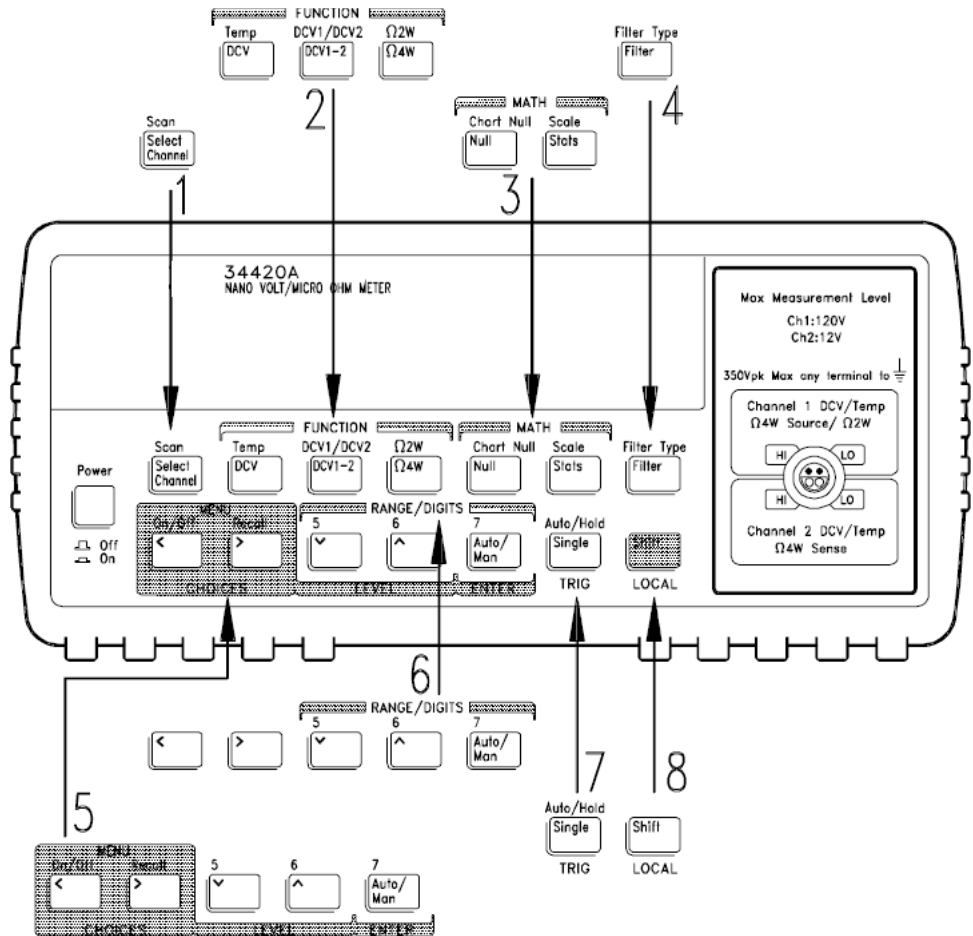 FUNCTION
Temp DCV1/DCV2 Ω2W
DCV DCV1-2 Ω4W
Filter Type
Filter
2
4
MATH
Chart Null Scale
Null Stats
Scan
Select
Channel
1
3
34420A
NANO VOLT/MICRO OHM METER
Max Measurement Level
Ch1:120V
Ch2:12V
350Vpk Max any terminal to
Channel 1 DCV/Temp
Ω4W Source/ Ω2W
HI LO
HI LO
Channel 2 DCV/Temp
Ω4W Sense
FUNCTION MATH
Scan Temp DCV1/DCV2 Ω2W Chart Null Scale Filter Type
Select
Channel
DCV DCV1-2 Ω4W Null Stats Filter
Power
Off
On
MENU
On/Off Recall
< >
CHOICES
RANGE/DIGITS
5 6 7
˅ ^ Auto/
Man
LEVEL ENTER
Auto/Hold
Single
TRIG
Shift
LOCAL
6
RANGE/DIGITS
5 6 7
< > ˅ ^ Auto/
Man
7
8
Auto/Hold
Single
TRIG
Shift
LOCAL
5
MENU
On/Off Recall
< >
CHOICES
5 6 7
˅ ^ Auto/
Man
LEVEL ENTER